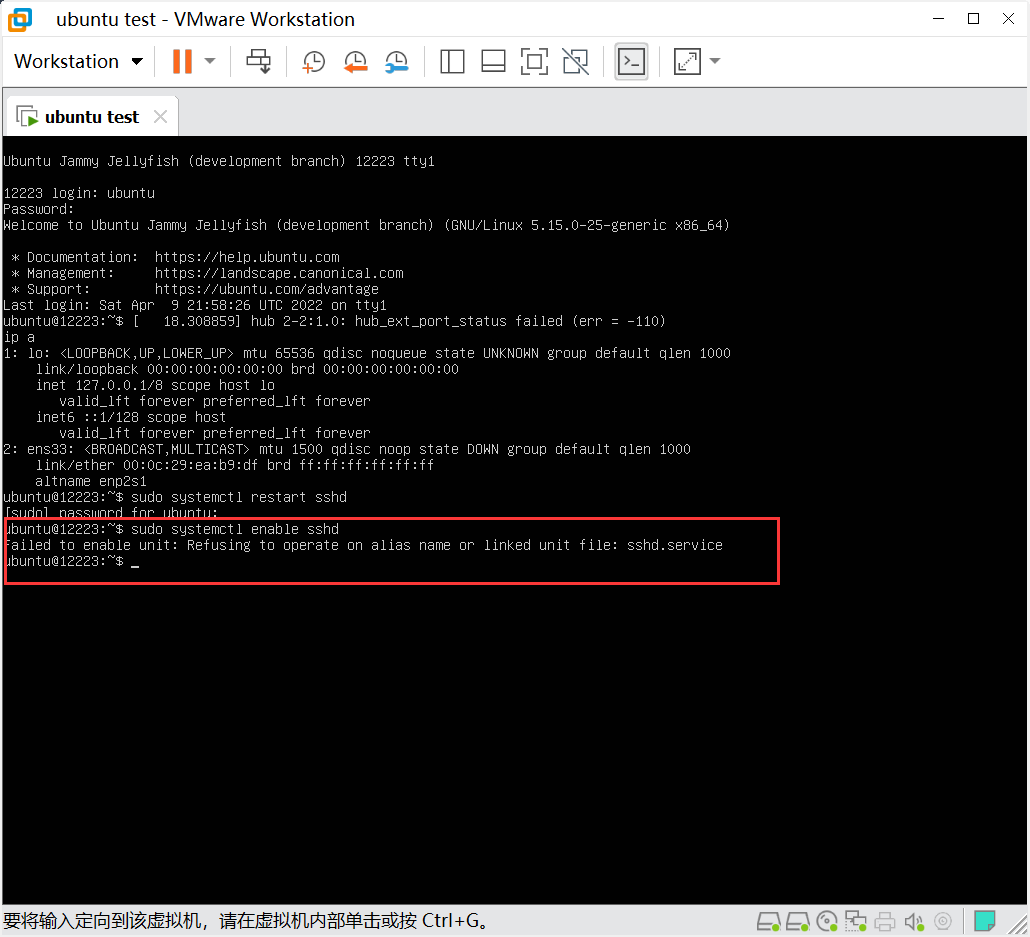 ubuntu test - VMware Workstation
Workstation
ubuntu test
Ubuntu Jammy Jellyfish (development branch) 12223 tty1
12223 login: ubuntu
Password:
Welcome to Ubuntu Jammy Jellyfish (development branch) (GNU/Linux 5.15.0-25-generic x86_64)
* Documentation:  https://help.ubuntu.com
* Management:     https://landscape.canonical.com
* Support:        https://ubuntu.com/advantage
Last login: Sat Apr  9 21:58:26 UTC 2022 on tty1
ubuntu@12223:~$ [   18.308859] hub 2-2:1.0: hub_ext_port_status failed (err = -110)
ip a
1: lo: <LOOPBACK,UP,LOWER_UP> mtu 65536 qdisc noqueue state UNKNOWN group default qlen 1000
link/loopback 00:00:00:00:00:00 brd 00:00:00:00:00:00
inet 127.0.0.1/8 scope host lo
valid_lft forever preferred_lft forever
inet6 ::1/128 scope host
valid_lft forever preferred_lft forever
2: ens33: <BROADCAST,MULTICAST> mtu 1500 qdisc noop state DOWN group default qlen 1000
link/ether 00:0c:29:ea:b9:df brd ff:ff:ff:ff:ff:ff
altname enp2s1
ubuntu@12223:~$ sudo systemctl restart sshd
[sudo] password for ubuntu:
ubuntu@12223:~$ sudo systemctl enable sshd
Failed to enable unit: Refusing to operate on alias name or linked unit file: sshd.service
ubuntu@12223:~$ _
要将输入定向到该虚拟机，请在虚拟机内部单击或按 Ctrl+G。